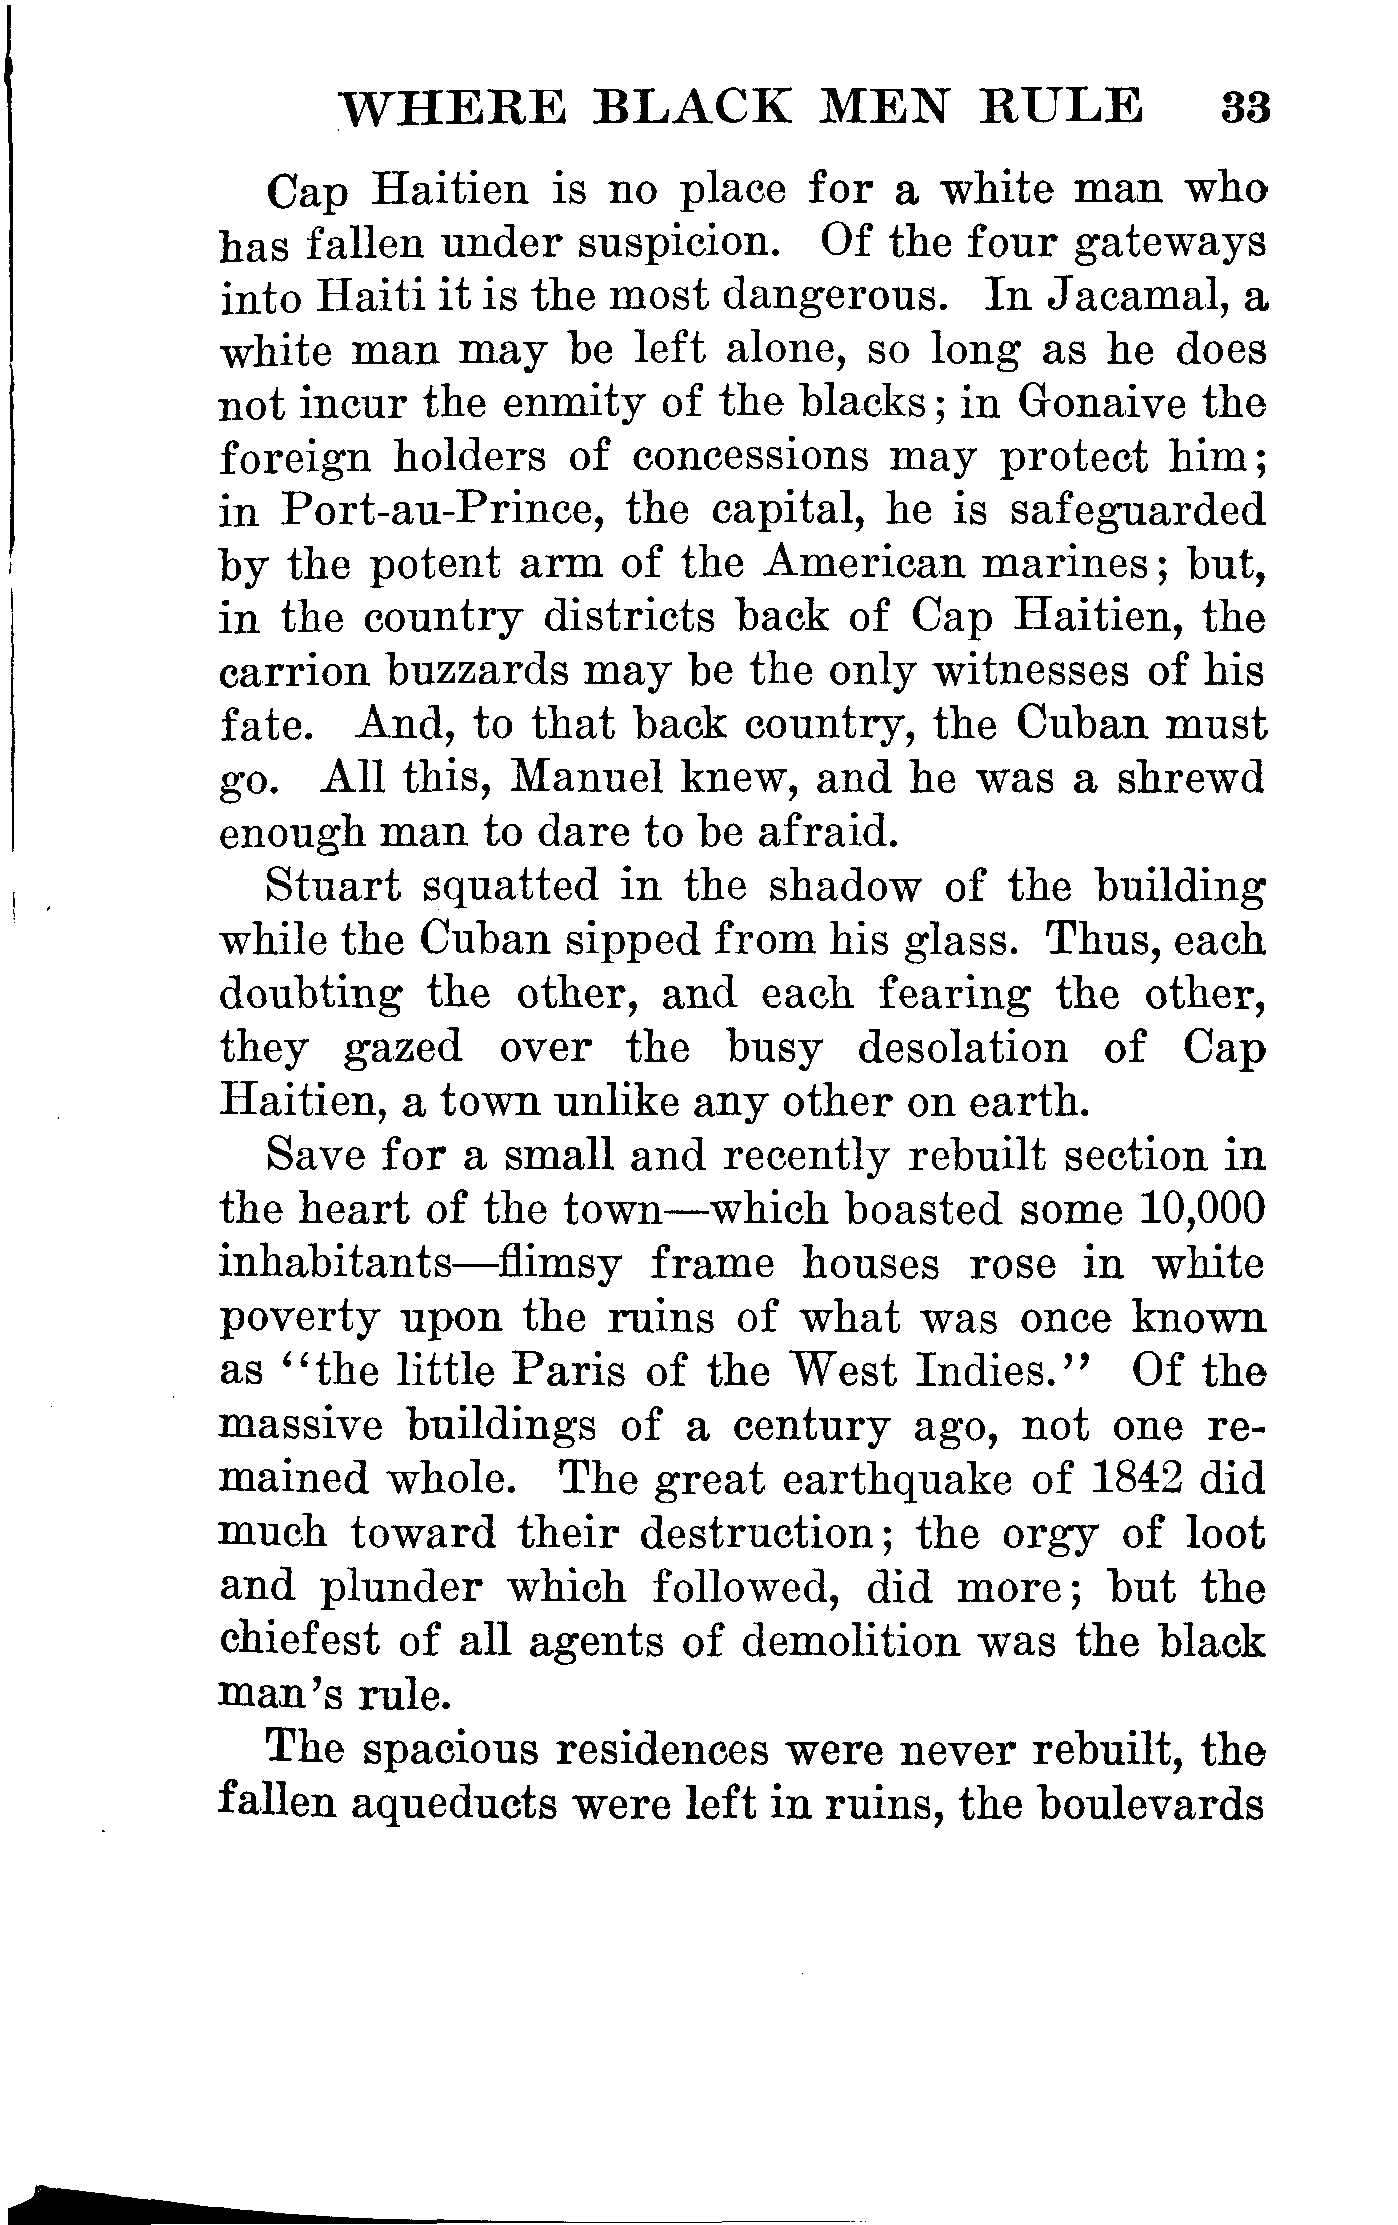 WHERE BLACK MEN RULE 33
Cap Haitien is no place for a white man who
has fallen under suspicion. Of the four gateways
into Haiti it is the most dangerous. In Jacamal, a
white man may be left alone, so long as he does
not incur the enmity of the blacks; in Gonaive the
foreign holders of concessions may protect him;
in Port-au-Prince, the capital, he is safeguarded
by the potent arm of the American marines; but,
in the country districts back of Cap Haitien, the
carrion buzzards may be the only witnesses of his
fate. And, to that back country, the Cuban must
go. All this, Manuel knew, and he was a shrewd
enough man to dare to be afraid.
Stuart squatted in the shadow of the building
while the Cuban sipped from his glass. Thus, each
doubting the other, and each fearing the other,
they gazed over the busy desolation of Cap
Haitien, a town unlike any other on earth.
Save for a small and recently rebuilt section in
the heart of the town—which boasted some 10,000
inhabitants—flimsy frame houses rose in white
poverty upon the ruins of what was once known
as "the little Paris of the West Indies." Of the
massive buildings of a century ago, not one re-
mained whole. The great earthquake of 1842 did
much toward their destruction; the orgy of loot
and plunder which followed, did more; but the
chiefest of all agents of demolition was the black
man's rule.
The spacious residences were never rebuilt, the
fallen aqueducts were left in ruins, the boulevards